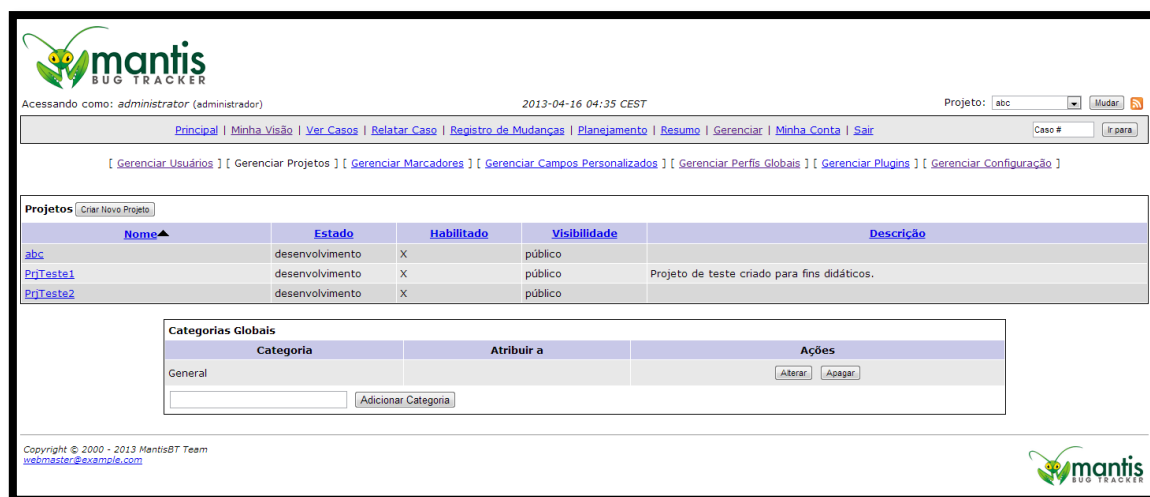 mantis
BUG TRACKER
Acessando como: administrator (administrador) 2013-04-16 04:35 CEST Projeto: abc Mudar
Principal | Minha Visão | Ver Casos | Relatar Caso | Registro de Mudanças | Planejamento | Resumo | Gerenciar | Minha Conta | Sair Caso # Ir para
[ Gerenciar Usuários ] [ Gerenciar Projetos ] [ Gerenciar Marcadores ] [ Gerenciar Campos Personalizados ] [ Gerenciar Perfís Globais ] [ Gerenciar Plugins ] [ Gerenciar Configuração ]
Projetos Criar Novo Projeto
Nome Estado Habilitado Visibilidade Descrição
abc desenvolvimento X público
PrjTeste1 desenvolvimento X público Projeto de teste criado para fins didáticos.
PrjTeste2 desenvolvimento X público
Categorias Globais
Categoria Atribuir a Ações
General Alterar Apagar
Adicionar Categoria
Copyright © 2000 - 2013 MantisBT Team
webmaster@example.com
mantis
BUG TRACKER